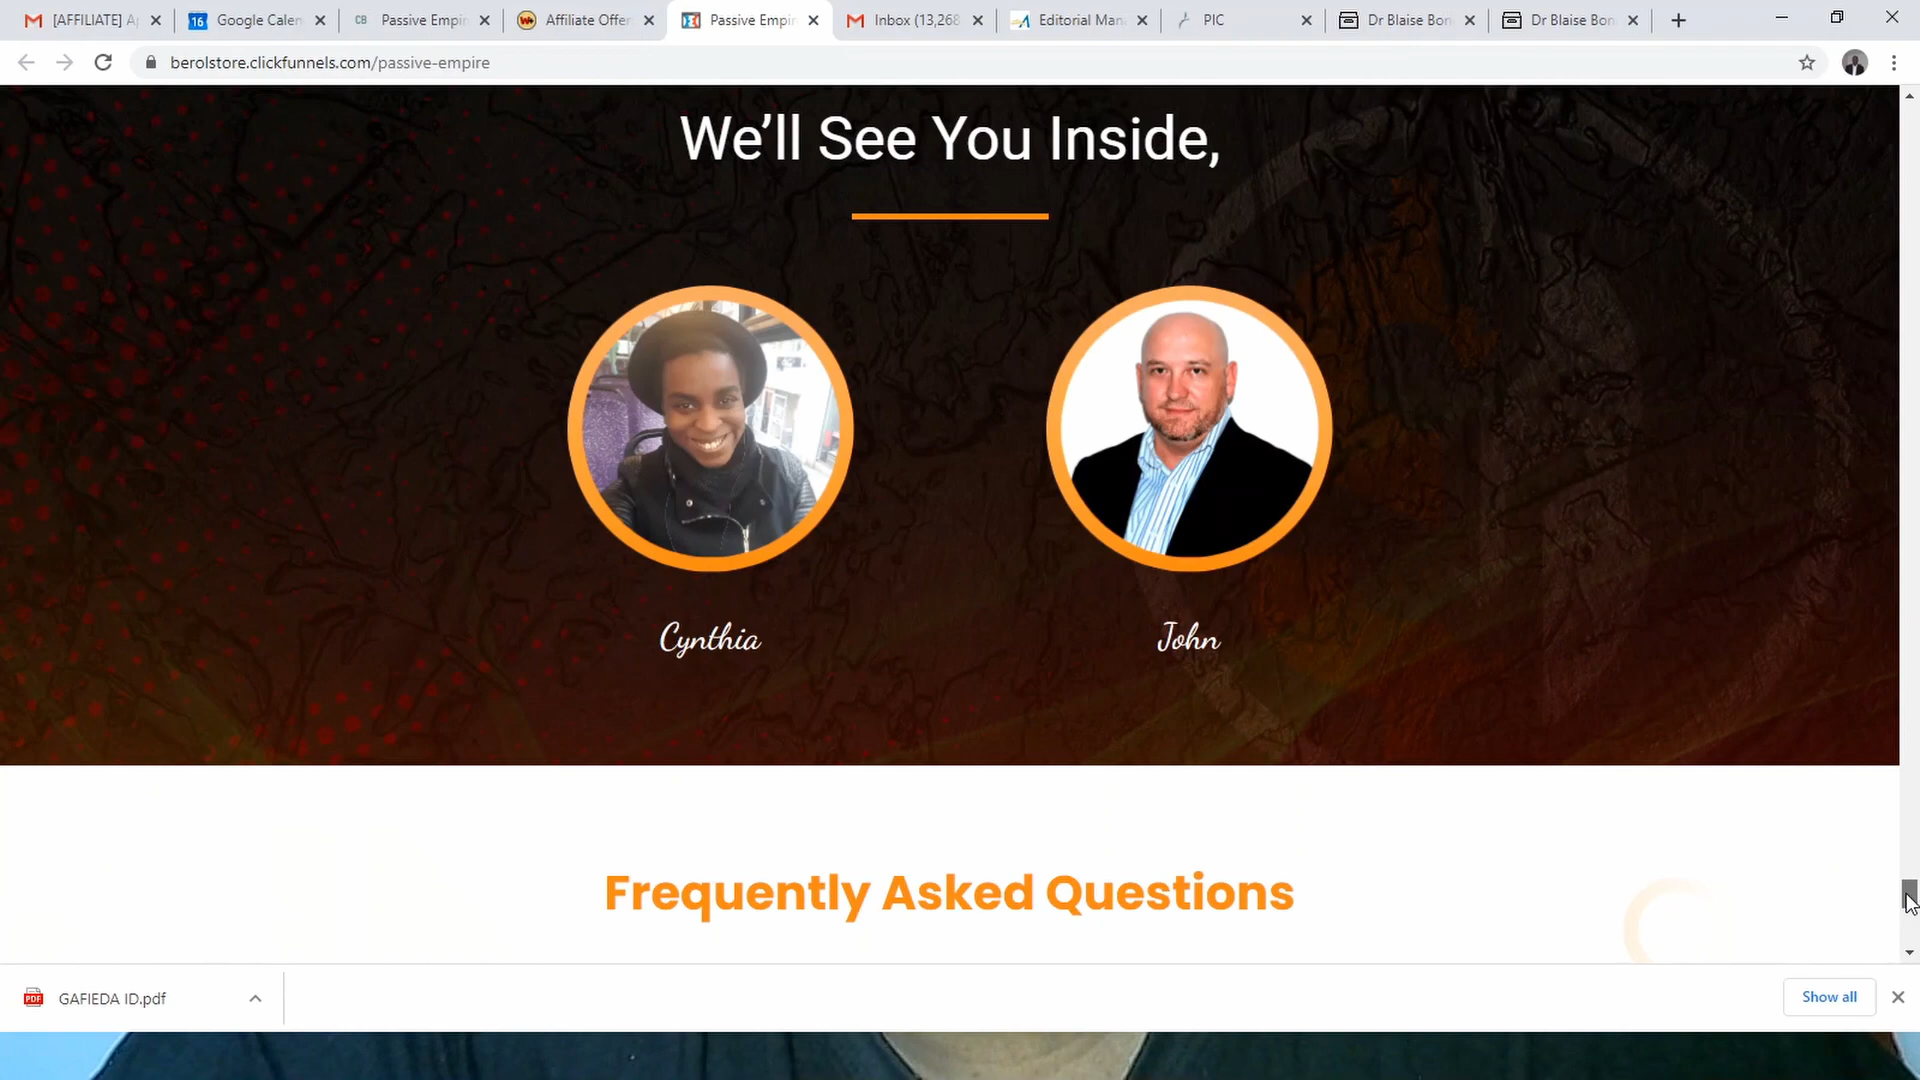 [AFFILIATE] Ap
Google Calen
Passive Empir
Affiliate Offer
Passive Empir
Inbox (13,268
Editorial Man
PIC
Dr Blaise Bon
Dr Blaise Bon
berolstore.clickfunnels.com/passive-empire
We'll See You Inside,
Cynthia
John
Frequently Asked Questions
GAFIEDA ID.pdf
Show all